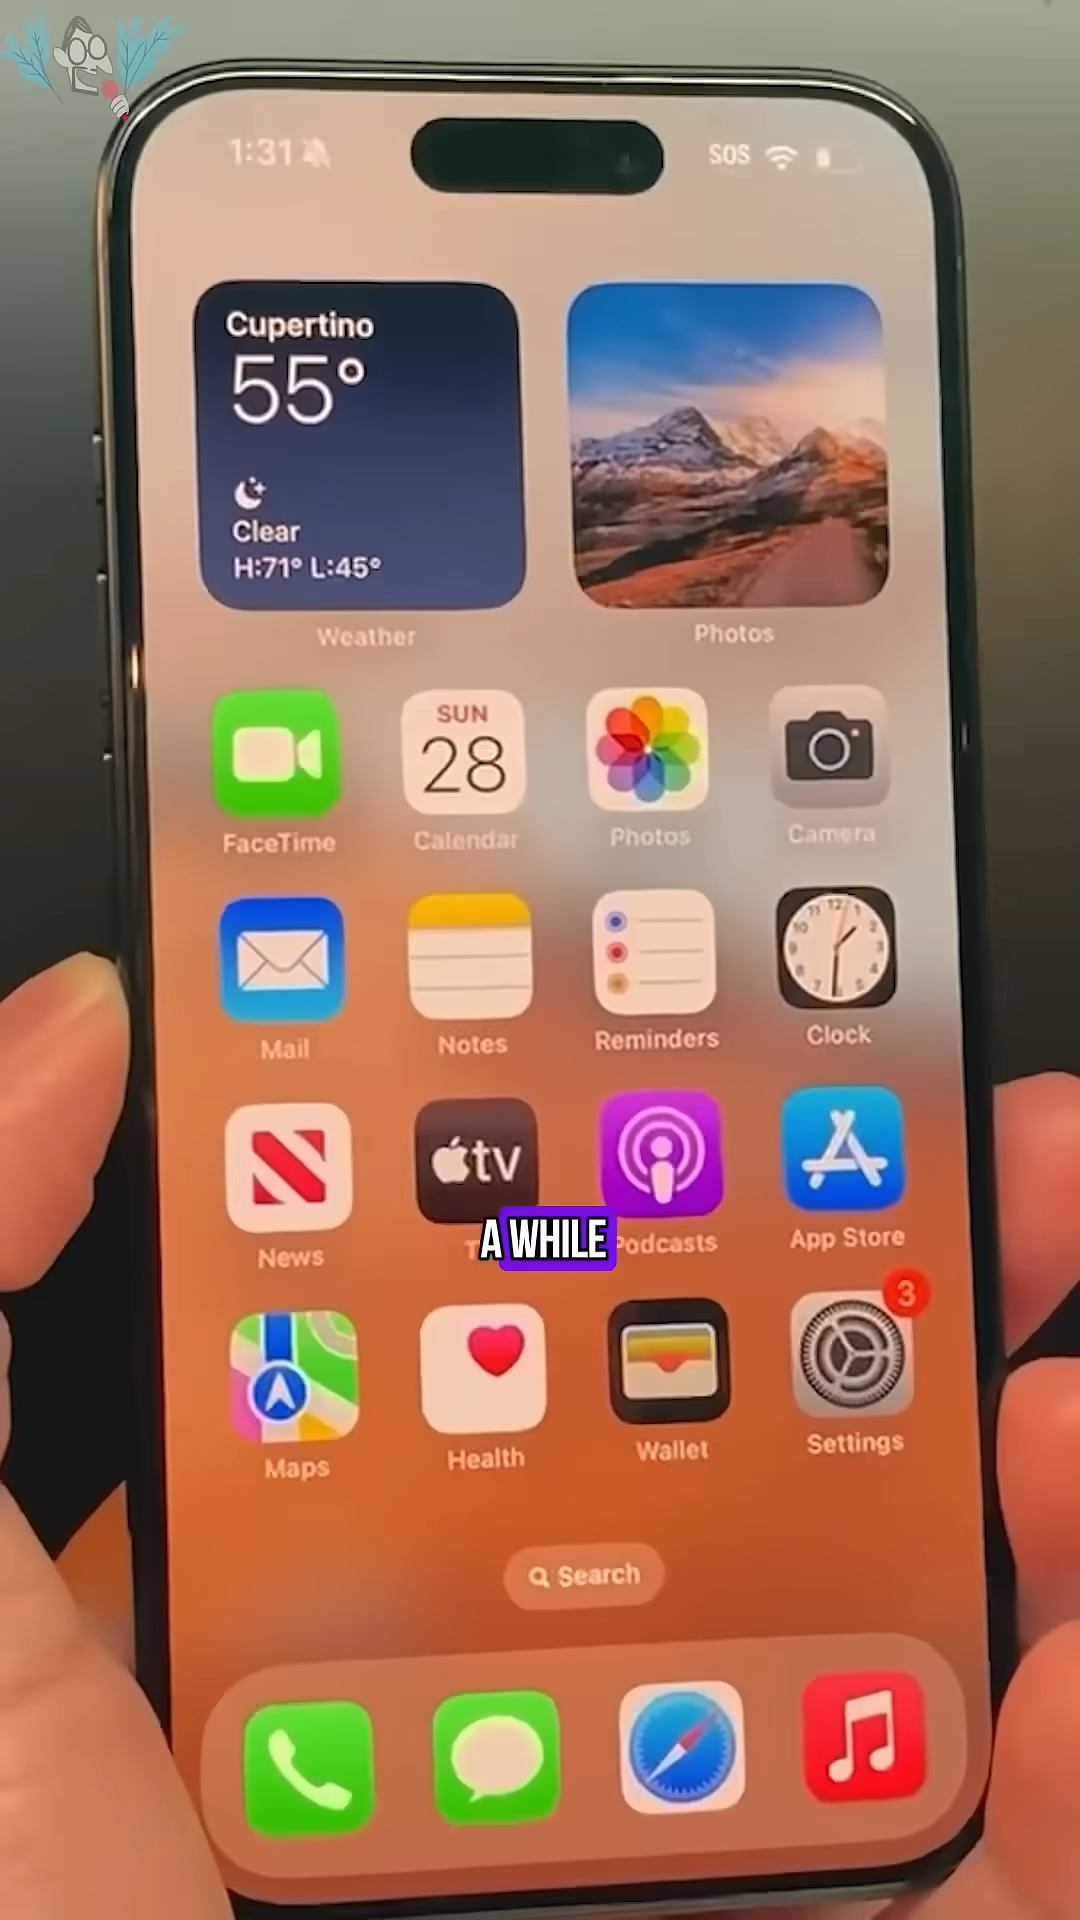 1:31
SOS
Cupertino
55°
Clear
H:71° L:45°
Weather
Photos
SUN
28
FaceTime
Calendar
Photos
Camera
Mail
Notes
Reminders
12
Clock
tv
A WHILE
News
Podcasts
App Store
3
Maps
Health
Wallet
Settings
Search